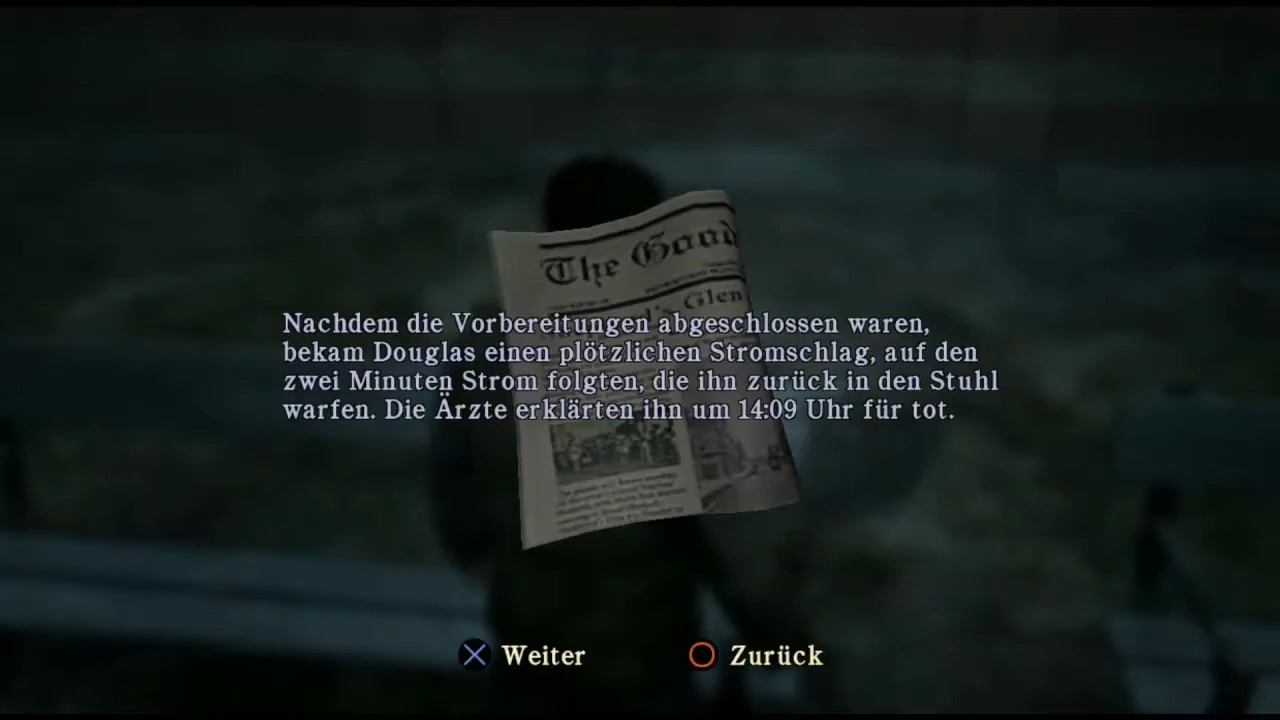 The Good
Glen
Nachdem die Vorbereitungen abgeschlossen waren,
bekam Douglas einen plötzlichen Stromschlag, auf den
zwei Minuten Strom folgten, die ihn zurück in den Stuhl
warfen. Die Ärzte erklärten ihn um 14:09 Uhr für tot.
Weiter
Zurück